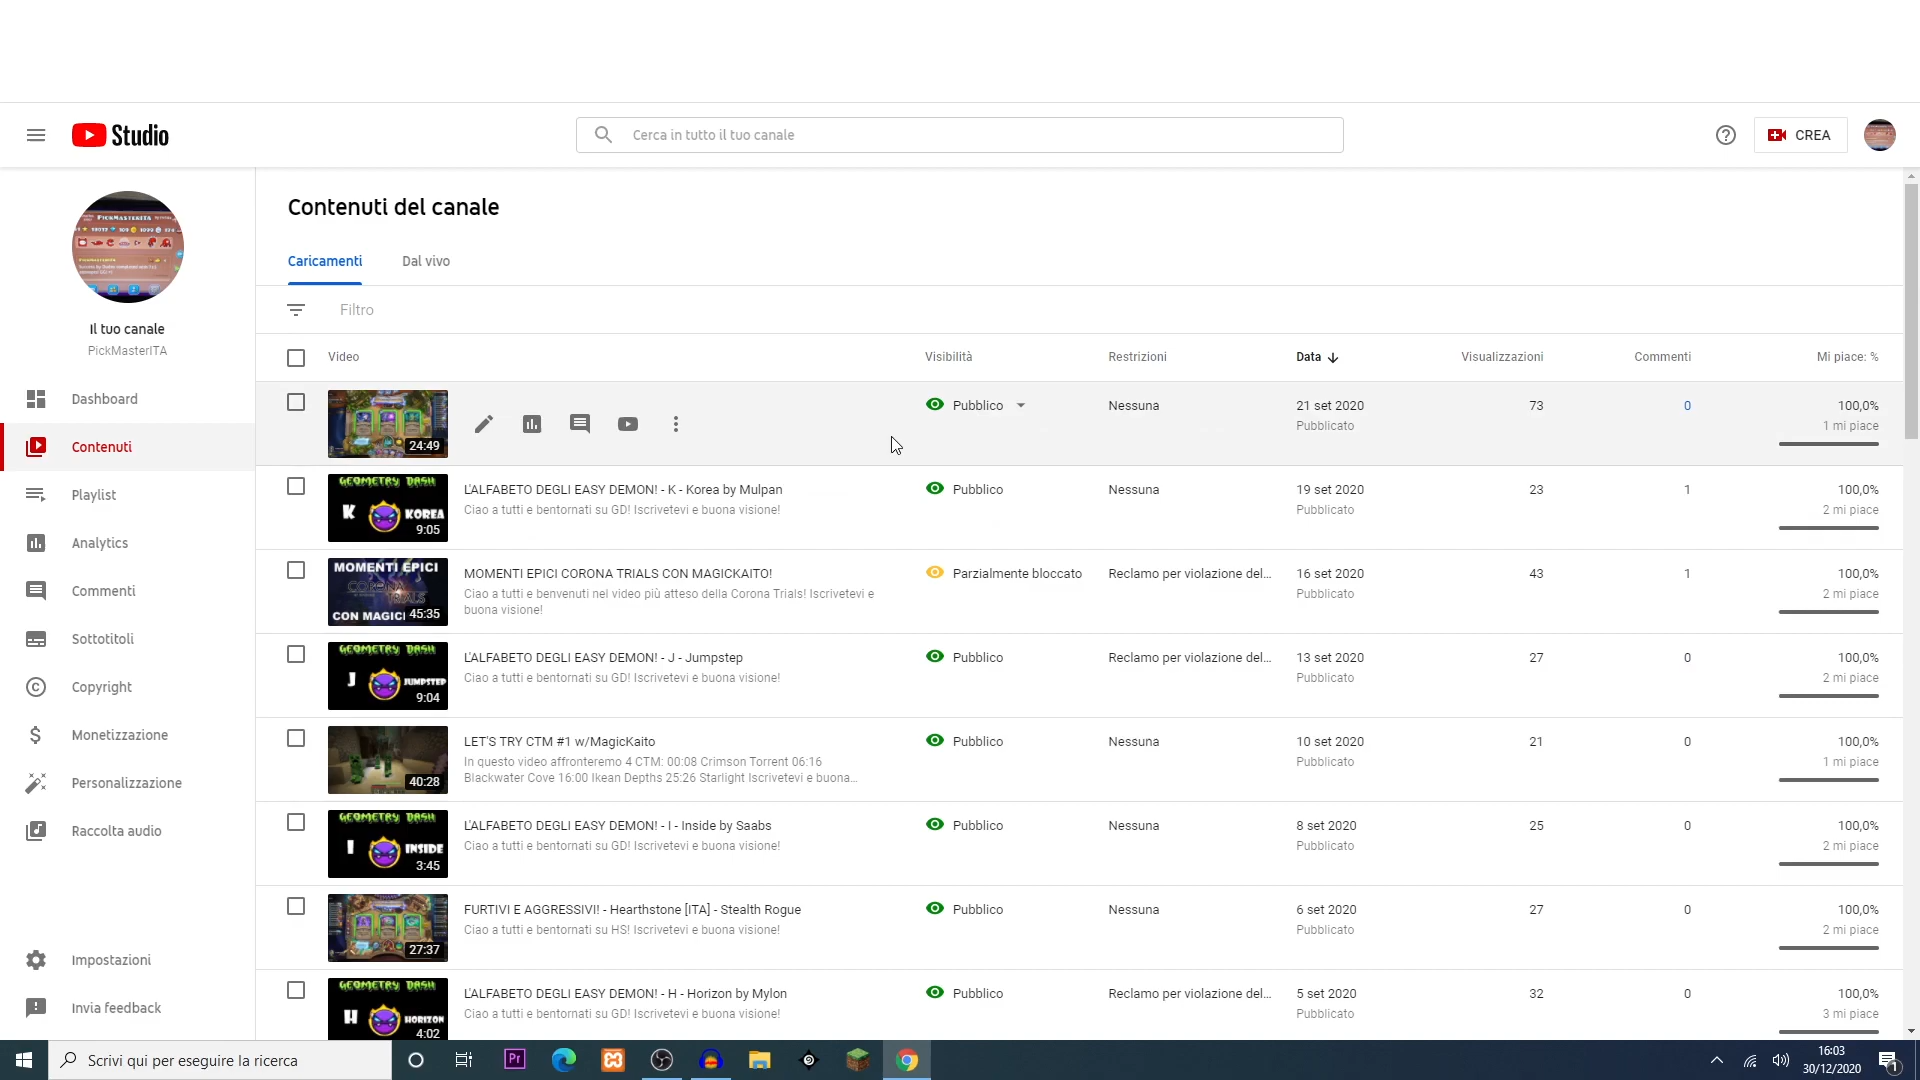 Studio
Cerca in tutto il tuo canale
CREA
PickMasterITA
Il tuo canale
PickMasterITA
Dashboard
Contenuti
Playlist
Analytics
Commenti
Sottotitoli
Copyright
Monetizzazione
Personalizzazione
Raccolta audio
Impostazioni
Invia feedback
Contenuti del canale
Caricamenti Dal vivo
Filtro
Video Visibilità Restrizioni Data Visualizzazioni Commenti Mi piace: %
24:49
Pubblico Nessuna 21 set 2020 73 0 100,0%
Pubblicato 1 mi piace
GEOMETRY DASH
K KOREA
9:05
L'ALFABETO DEGLI EASY DEMON! - K - Korea by Mulpan Pubblico Nessuna 19 set 2020 23 1 100,0%
Ciao a tutti e bentornati su GD! Iscrivetevi e buona visione! Pubblicato 2 mi piace
MOMENTI EPICI
CORONA
TRIALS
CON MAGIC 45:35
MOMENTI EPICI CORONA TRIALS CON MAGICKAITO! Parzialmente bloccato Reclamo per violazione del... 16 set 2020 43 1 100,0%
Ciao a tutti e benvenuti nel video più atteso della Corona Trials! Iscrivetevi e Pubblicato 2 mi piace
buona visione!
GEOMETRY DASH
J JUMPSTEP
9:04
L'ALFABETO DEGLI EASY DEMON! - J - Jumpstep Pubblico Reclamo per violazione del... 13 set 2020 27 0 100,0%
Ciao a tutti e bentornati su GD! Iscrivetevi e buona visione! Pubblicato 2 mi piace
40:28
LET'S TRY CTM #1 w/MagicKaito Pubblico Nessuna 10 set 2020 21 0 100,0%
In questo video affronteremo 4 CTM: 00:08 Crimson Torrent 06:16 Pubblicato 1 mi piace
Blackwater Cove 16:00 Ikean Depths 25:26 Starlight Iscrivetevi e buona...
GEOMETRY DASH
I INSIDE
3:45
L'ALFABETO DEGLI EASY DEMON! - I - Inside by Saabs Pubblico Nessuna 8 set 2020 25 0 100,0%
Ciao a tutti e bentornati su GD! Iscrivetevi e buona visione! Pubblicato 2 mi piace
27:37
FURTIVI E AGGRESSIVI! - Hearthstone [ITA] - Stealth Rogue Pubblico Nessuna 6 set 2020 27 0 100,0%
Ciao a tutti e bentornati su HS! Iscrivetevi e buona visione! Pubblicato 2 mi piace
GEOMETRY DASH
H HORIZON
4:02
L'ALFABETO DEGLI EASY DEMON! - H - Horizon by Mylon Pubblico Reclamo per violazione del... 5 set 2020 32 0 100,0%
Ciao a tutti e bentornati su GD! Iscrivetevi e buona visione! Pubblicato 3 mi piace
Scrivi qui per eseguire la ricerca
Pr
16:03
30/12/2020
1